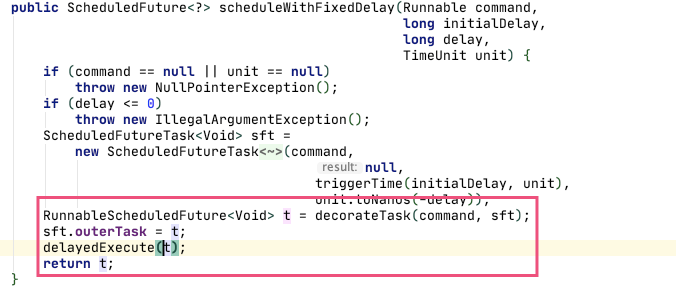 public ScheduledFuture<?> scheduleWithFixedDelay(Runnable command,
long initialDelay,
long delay,
TimeUnit unit) {
if (command == null || unit == null)
throw new NullPointerException();
if (delay <= 0)
throw new IllegalArgumentException();
ScheduledFutureTask<Void> sft =
new ScheduledFutureTask<~>(command,
result: null,
triggerTime(initialDelay, unit),
unit.toNanos(-delay));
RunnableScheduledFuture<Void> t = decorateTask(command, sft);
sft.outerTask = t;
delayedExecute(t);
return t;
}